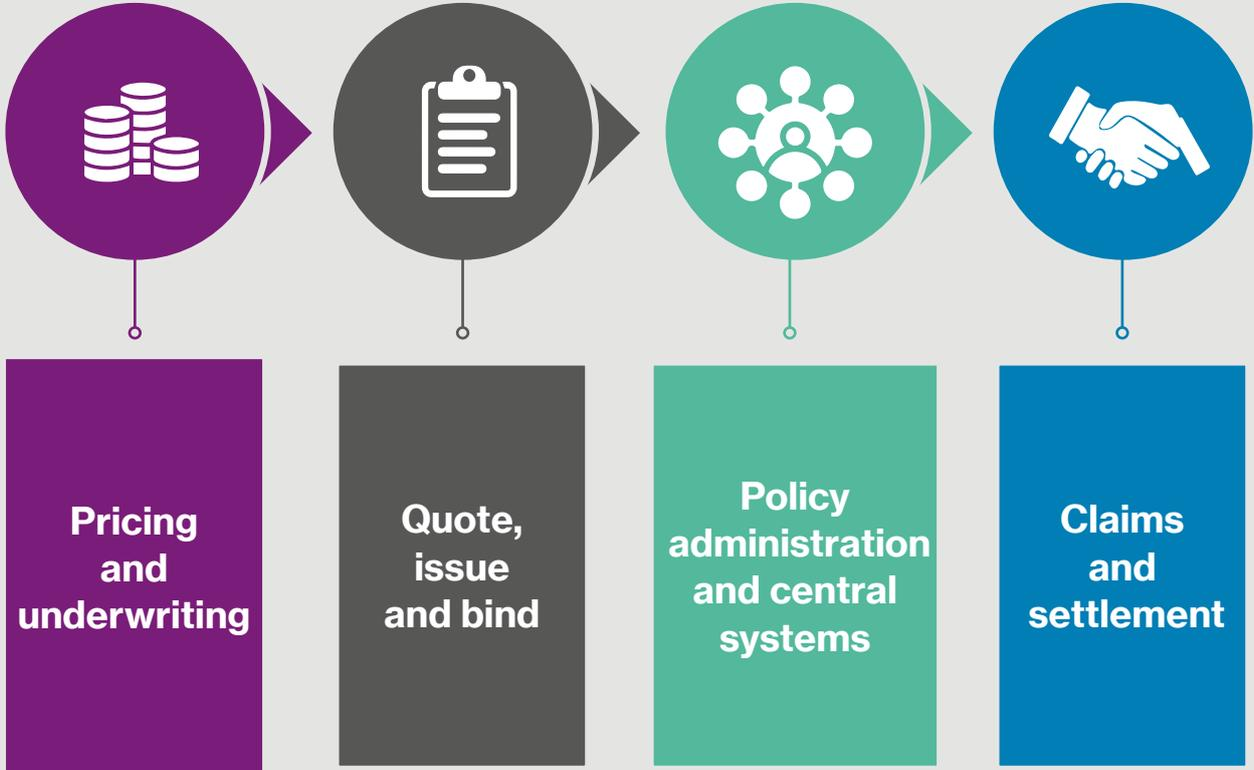 Pricing
and
underwriting
Quote,
issue
and bind
Policy
administration
and central
systems
Claims
and
settlement